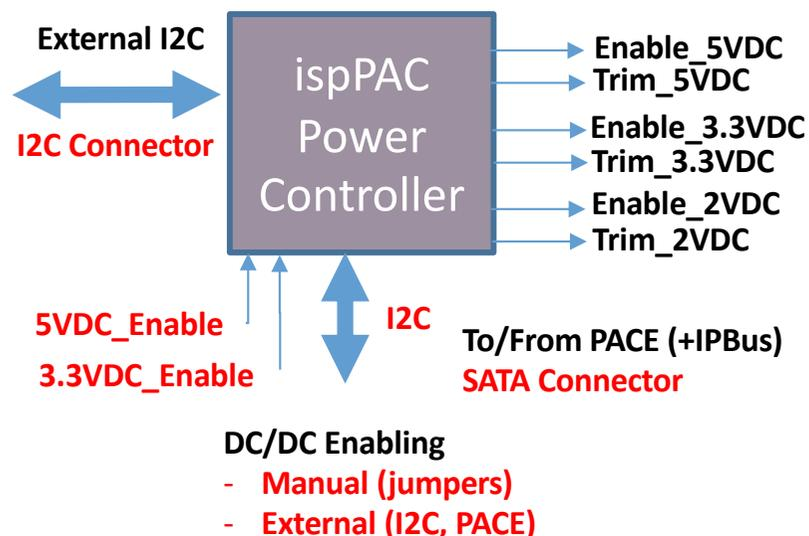 External I2C
I2C Connector
ispPAC
Power
Controller
Enable_5VDC
Trim_5VDC
Enable_3.3VDC
Trim_3.3VDC
Enable_2VDC
Trim_2VDC
5VDC_Enable
3.3VDC_Enable
I2C
To/From PACE (+IPBus)
SATA Connector
DC/DC Enabling
- Manual (jumpers)
- External (I2C, PACE)